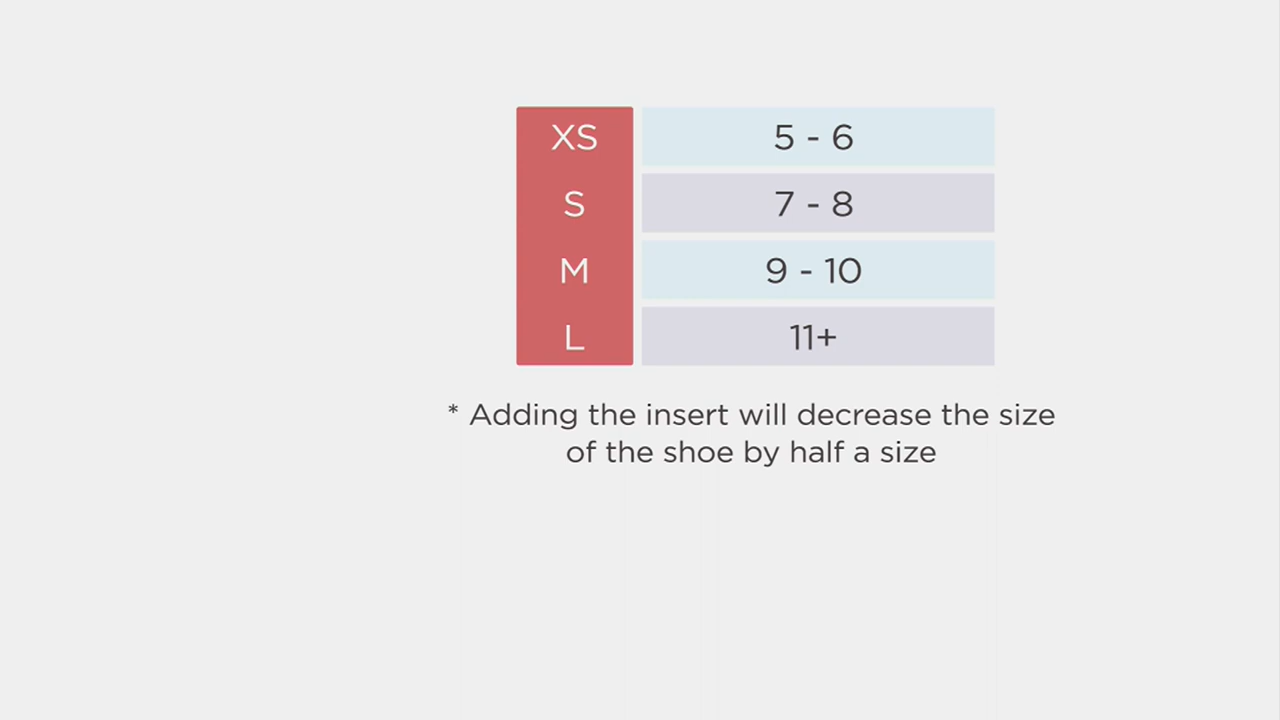 XS 5 - 6
S 7 - 8
M 9 - 10
L 11+
* Adding the insert will decrease the size
of the shoe by half a size